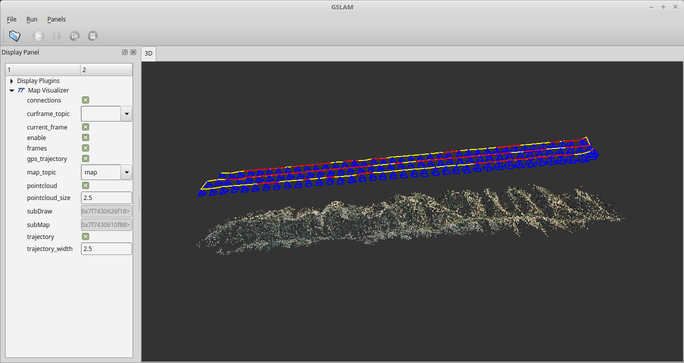 GSLAM
File Run Panels
Display Panel
3D
1 2
Display Plugins
Map Visualizer
connections
curframe_topic
current_frame
enable
frames
gps_trajectory
map_topic map
pointcloud
pointcloud_size 2.5
subDraw 0x7f7430626f18>
subMap 0x7f7430610f88>
trajectory
trajectory_width 2.5